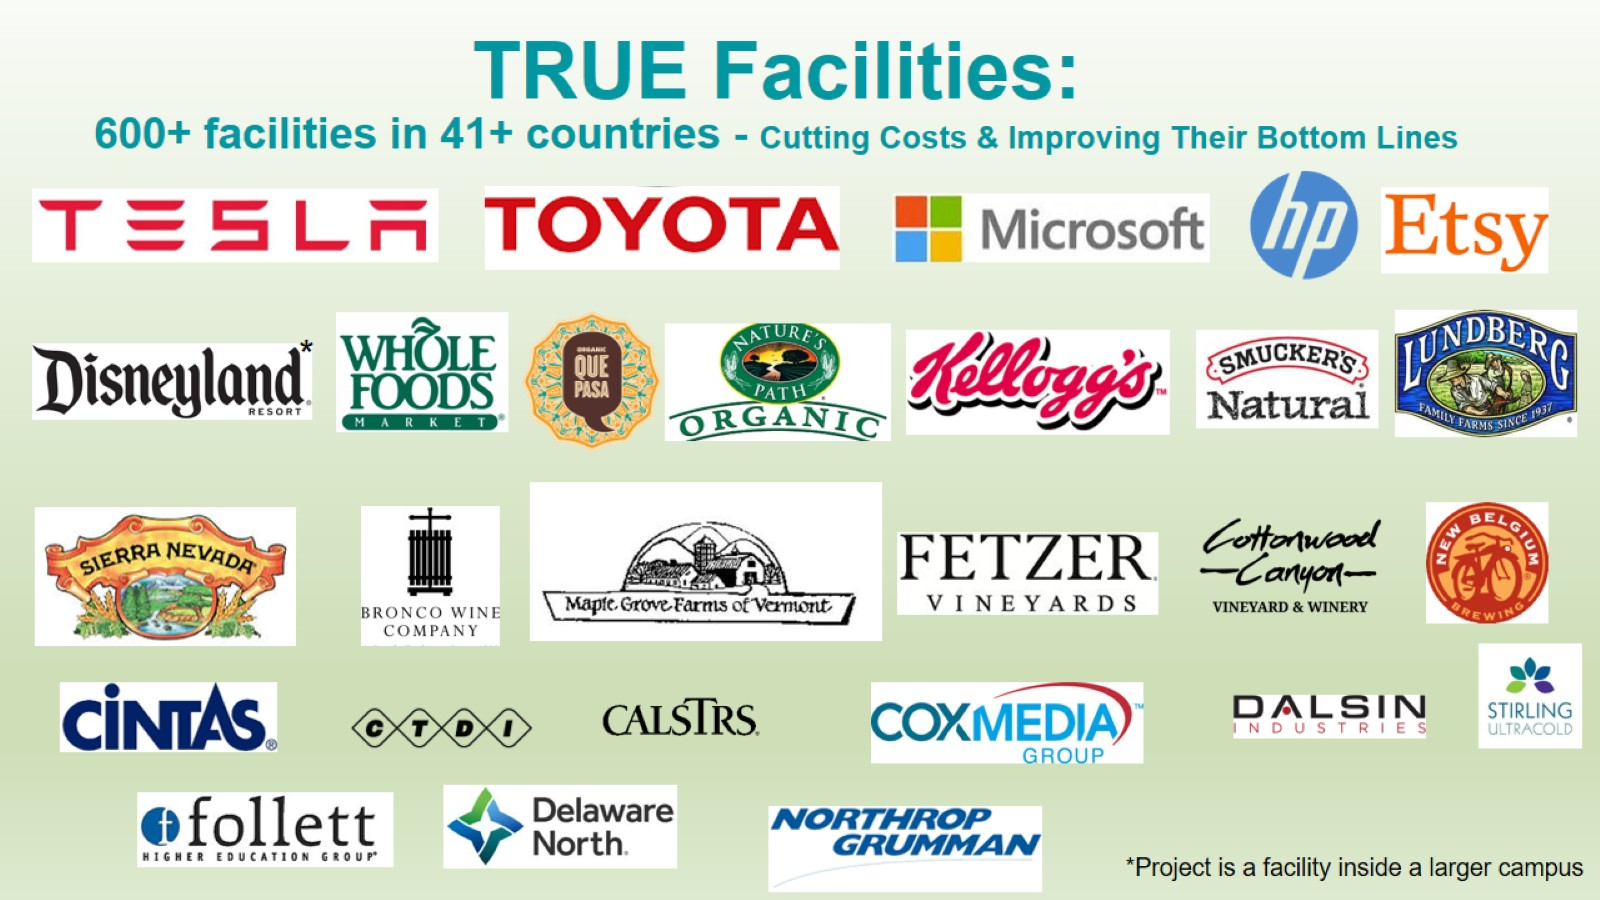 TRUE Facilities:
600+ facilities in 41+ countries - Cutting Costs & Improving Their Bottom Lines
TESLA
TOYOTA
Microsoft
hp
Etsy
Disneyland*
RESORT
WHOLE
FOODS
MARKET
ORGANIC
QUE
PASA
NATURE'S
PATH
ORGANIC
Kellogg's™
SMUCKER'S
Natural
LUNDBERG
FAMILY FARMS SINCE 1937
SIERRA NEVADA
BRONCO WINE
COMPANY
Maple Grove Farms of Vermont
FETZER
VINEYARDS
Cottonwood
Canyon
VINEYARD & WINERY
NEW BELGIUM
BREWING
CINTAS®
CTDI
CALSTRS
COX MEDIA™
GROUP
DALSIN
INDUSTRIES
STIRLING
ULTRACOLD
follett
HIGHER EDUCATION GROUP
Delaware
North
NORTHROP
GRUMMAN
*Project is a facility inside a larger campus